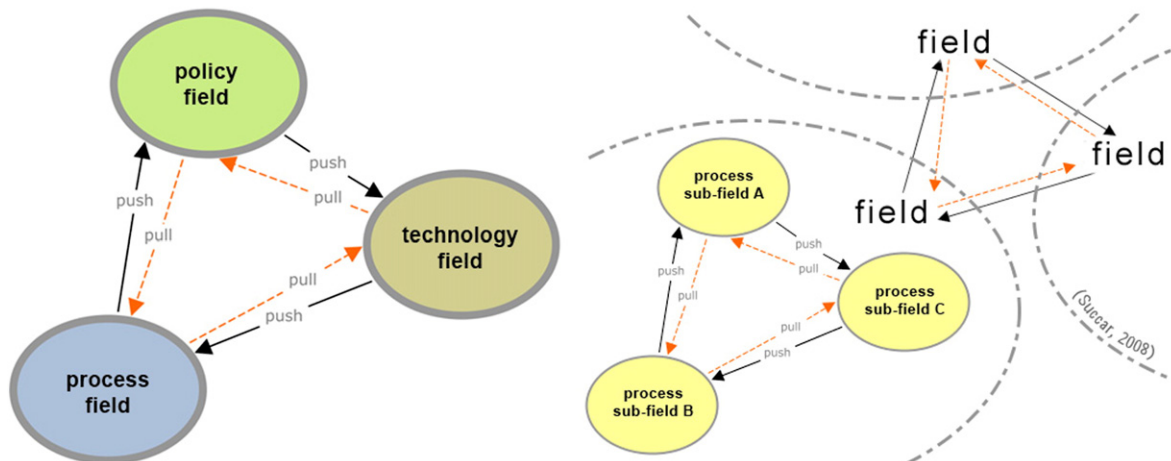 policy
field
push
pull
push
pull
technology
field
pull
push
process
field
field
field
field
process
sub-field A
push
pull
push
pull
process
sub-field C
pull
push
process
sub-field B
(Succar, 2008)